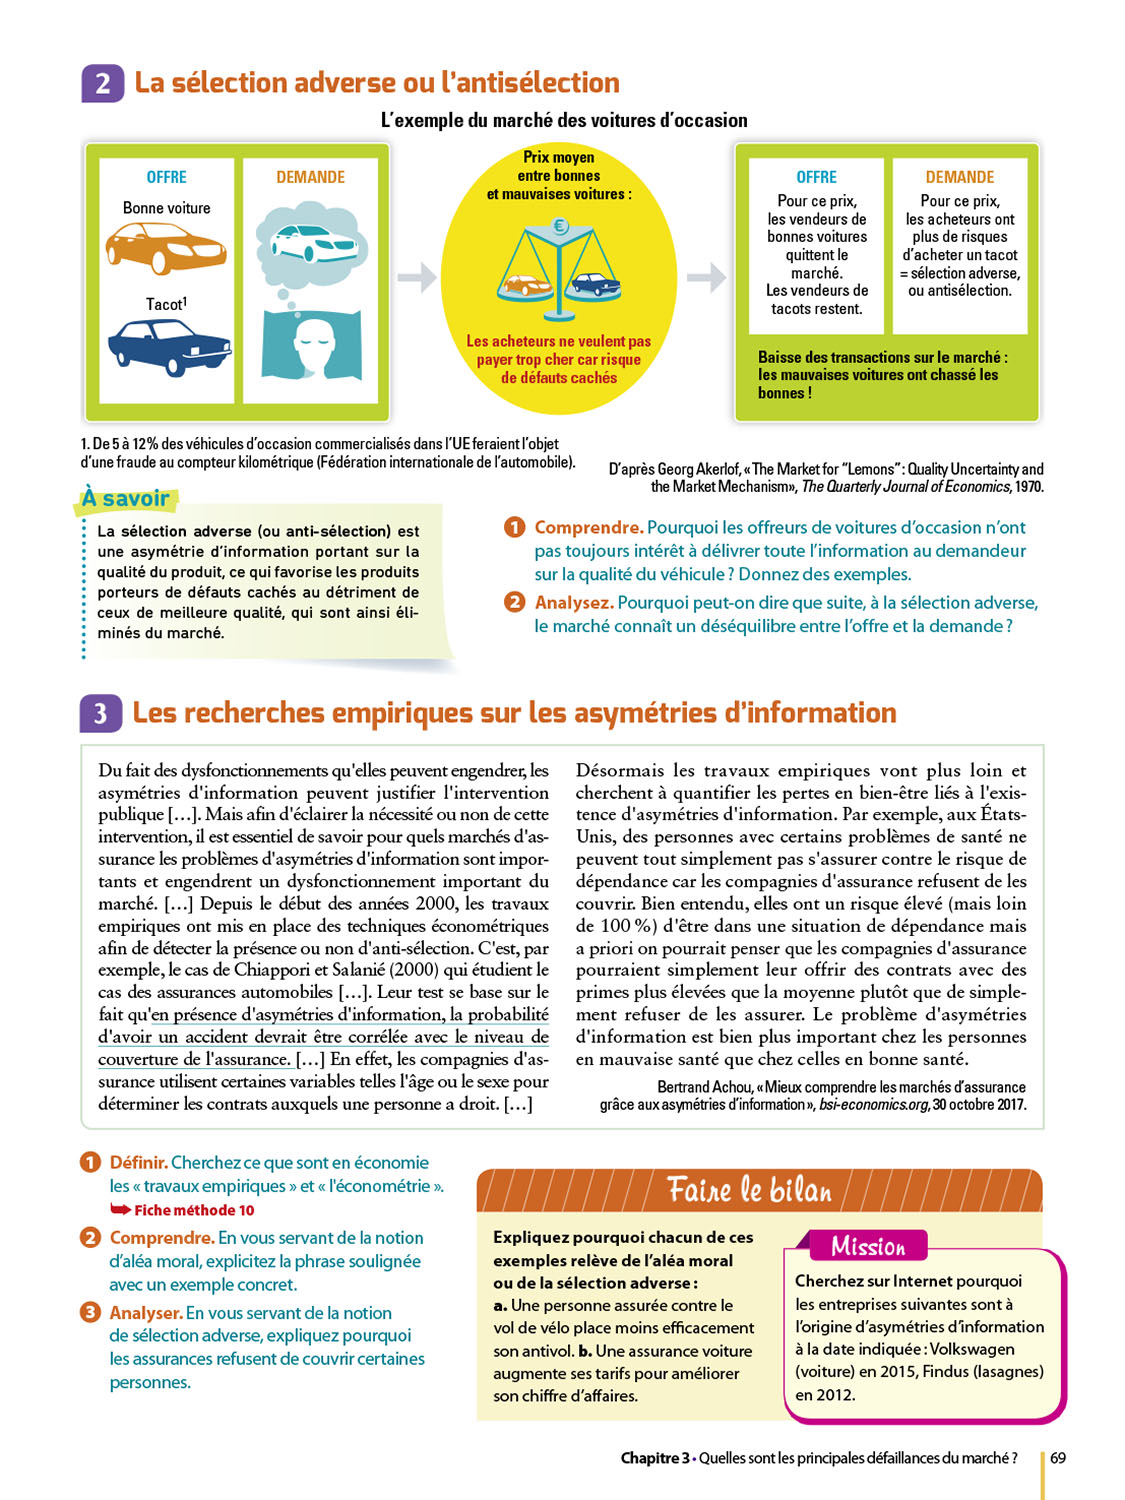 2 La sélection adverse ou l'antisélection
L'exemple du marché des voitures d'occasion
OFFRE
Bonne voiture
Tacot1
DEMANDE
Prix moyen
entre bonnes
et mauvaises voitures :
€
Les acheteurs ne veulent pas
payer trop cher car risque
de défauts cachés
OFFRE
Pour ce prix,
les vendeurs de
bonnes voitures
quittent le
marché.
Les vendeurs de
tacots restent.
DEMANDE
Pour ce prix,
les acheteurs ont
plus de risques
d'acheter un tacot
= sélection adverse,
ou antisélection.
Baisse des transactions sur le marché :
les mauvaises voitures ont chassé les
bonnes !
1. De 5 à 12% des véhicules d'occasion commercialisés dans l'UE feraient l'objet
d'une fraude au compteur kilométrique (Fédération internationale de l'automobile).
D'après Georg Akerlof, « The Market for “Lemons” : Quality Uncertainty and
the Market Mechanism», The Quarterly Journal of Economics, 1970.
À savoir
La sélection adverse (ou anti-sélection) est
une asymétrie d'information portant sur la
qualité du produit, ce qui favorise les produits
porteurs de défauts cachés au détriment de
ceux de meilleure qualité, qui sont ainsi éli-
minés du marché.
1 Comprendre. Pourquoi les offreurs de voitures d'occasion n'ont
pas toujours intérêt à délivrer toute l'information au demandeur
sur la qualité du véhicule ? Donnez des exemples.
2 Analysez. Pourquoi peut-on dire que suite, à la sélection adverse,
le marché connaît un déséquilibre entre l'offre et la demande ?
3 Les recherches empiriques sur les asymétries d'information
Du fait des dysfonctionnements qu'elles peuvent engendrer, les
asymétries d'information peuvent justifier l'intervention
publique […]. Mais afin d'éclairer la nécessité ou non de cette
intervention, il est essentiel de savoir pour quels marchés d'as-
surance les problèmes d'asymétries d'information sont impor-
tants et engendrent un dysfonctionnement important du
marché. […] Depuis le début des années 2000, les travaux
empiriques ont mis en place des techniques économétriques
afin de détecter la présence ou non d'anti-sélection. C'est, par
exemple, le cas de Chiappori et Salanié (2000) qui étudient le
cas des assurances automobiles […]. Leur test se base sur le
fait qu'en présence d'asymétries d'information, la probabilité
d'avoir un accident devrait être corrélée avec le niveau de
couverture de l'assurance. […] En effet, les compagnies d'as-
surance utilisent certaines variables telles l'âge ou le sexe pour
déterminer les contrats auxquels une personne a droit. […]
Désormais les travaux empiriques vont plus loin et
cherchent à quantifier les pertes en bien-être liés à l'exis-
tence d'asymétries d'information. Par exemple, aux États-
Unis, des personnes avec certains problèmes de santé ne
peuvent tout simplement pas s'assurer contre le risque de
dépendance car les compagnies d'assurance refusent de les
couvrir. Bien entendu, elles ont un risque élevé (mais loin
de 100 %) d'être dans une situation de dépendance mais
a priori on pourrait penser que les compagnies d'assurance
pourraient simplement leur offrir des contrats avec des
primes plus élevées que la moyenne plutôt que de simple-
ment refuser de les assurer. Le problème d'asymétries
d'information est bien plus important chez les personnes
en mauvaise santé que chez celles en bonne santé.
Bertrand Achou, « Mieux comprendre les marchés d'assurance
grâce aux asymétries d'information », bsi-economics.org, 30 octobre 2017.
1 Définir. Cherchez ce que sont en économie
les « travaux empiriques » et « l'économétrie ».
Fiche méthode 10
2 Comprendre. En vous servant de la notion
d'aléa moral, explicitez la phrase soulignée
avec un exemple concret.
3 Analyser. En vous servant de la notion
de sélection adverse, expliquez pourquoi
les assurances refusent de couvrir certaines
personnes.
Faire le bilan
Expliquez pourquoi chacun de ces
exemples relève de l'aléa moral
ou de la sélection adverse :
a. Une personne assurée contre le
vol de vélo place moins efficacement
son antivol. b. Une assurance voiture
augmente ses tarifs pour améliorer
son chiffre d'affaires.
Mission
Cherchez sur Internet pourquoi
les entreprises suivantes sont à
l'origine d'asymétries d'information
à la date indiquée : Volkswagen
(voiture) en 2015, Findus (lasagnes)
en 2012.
Chapitre 3 • Quelles sont les principales défaillances du marché ? 69